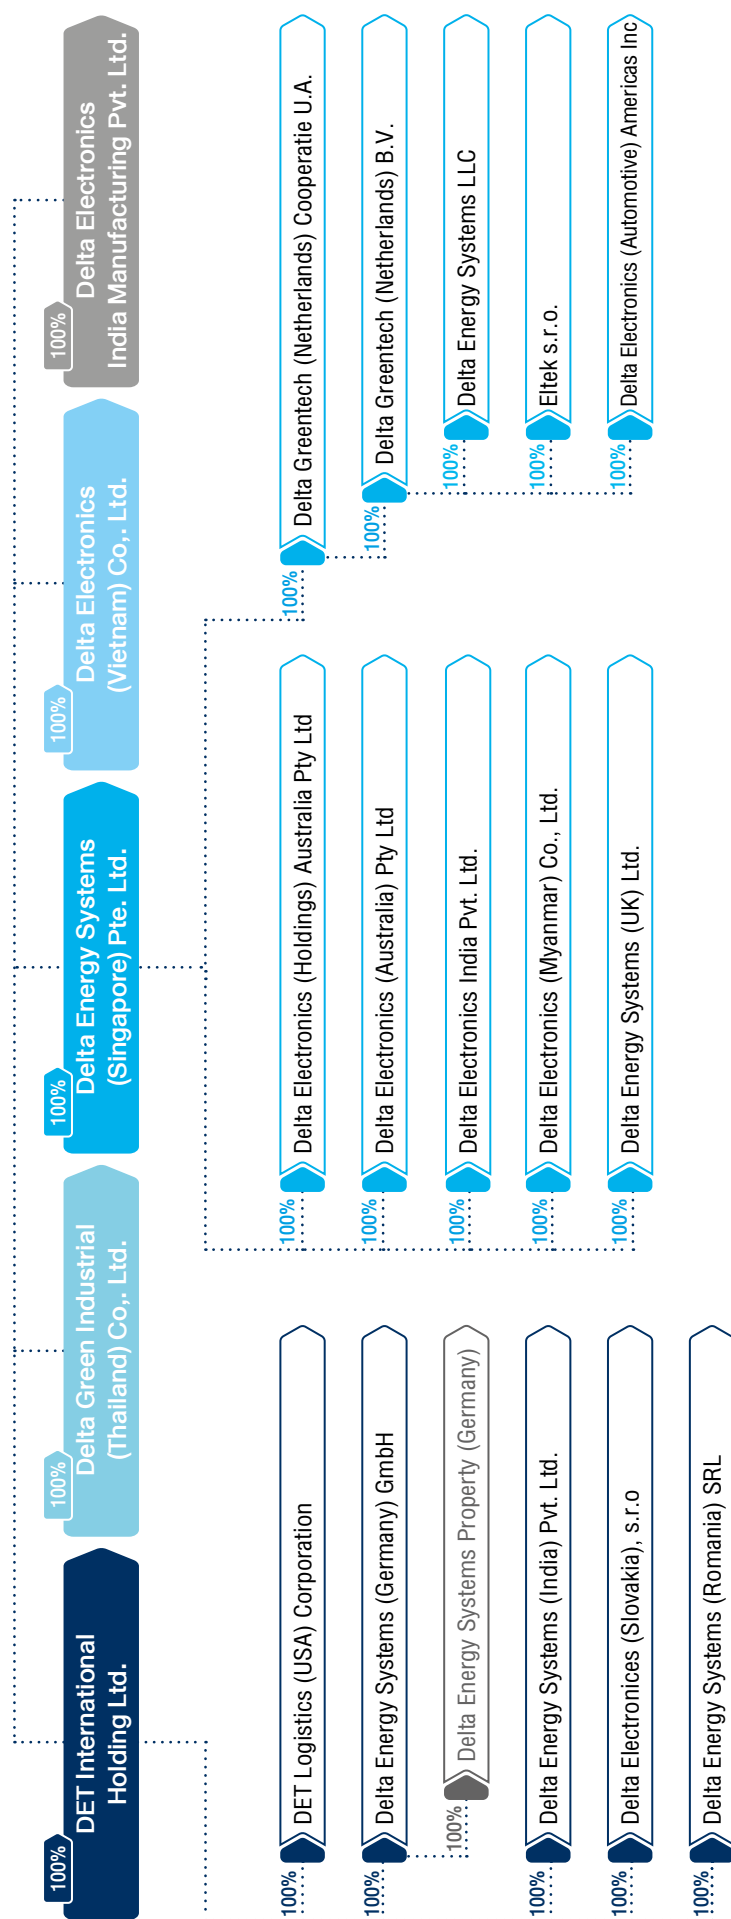 100%
DET International
Holding Ltd.
100%
DET Logistics (USA) Corporation
100%
Delta Energy Systems (Germany) GmbH
100%
Delta Energy Systems Property (Germany)
100%
Delta Energy Systems (India) Pvt. Ltd.
100%
Delta Electronices (Slovakia), s.r.o
100%
Delta Energy Systems (Romania) SRL
100%
Delta Green Industrial
(Thailand) Co,. Ltd.
100%
Delta Energy Systems
(Singapore) Pte. Ltd.
100%
Delta Electronics (Holdings) Australia Pty Ltd
100%
Delta Electronics (Australia) Pty Ltd
100%
Delta Electronics India Pvt. Ltd.
100%
Delta Electronics (Myanmar) Co., Ltd.
100%
Delta Energy Systems (UK) Ltd.
100%
Delta Greentech (Netherlands) Cooperatie U.A.
100%
Delta Greentech (Netherlands) B.V.
100%
Delta Energy Systems LLC
100%
Eltek s.r.o.
100%
Delta Electronics (Automotive) Americas Inc
100%
Delta Electronics
(Vietnam) Co,. Ltd.
100%
Delta Electronics
India Manufacturing Pvt. Ltd.